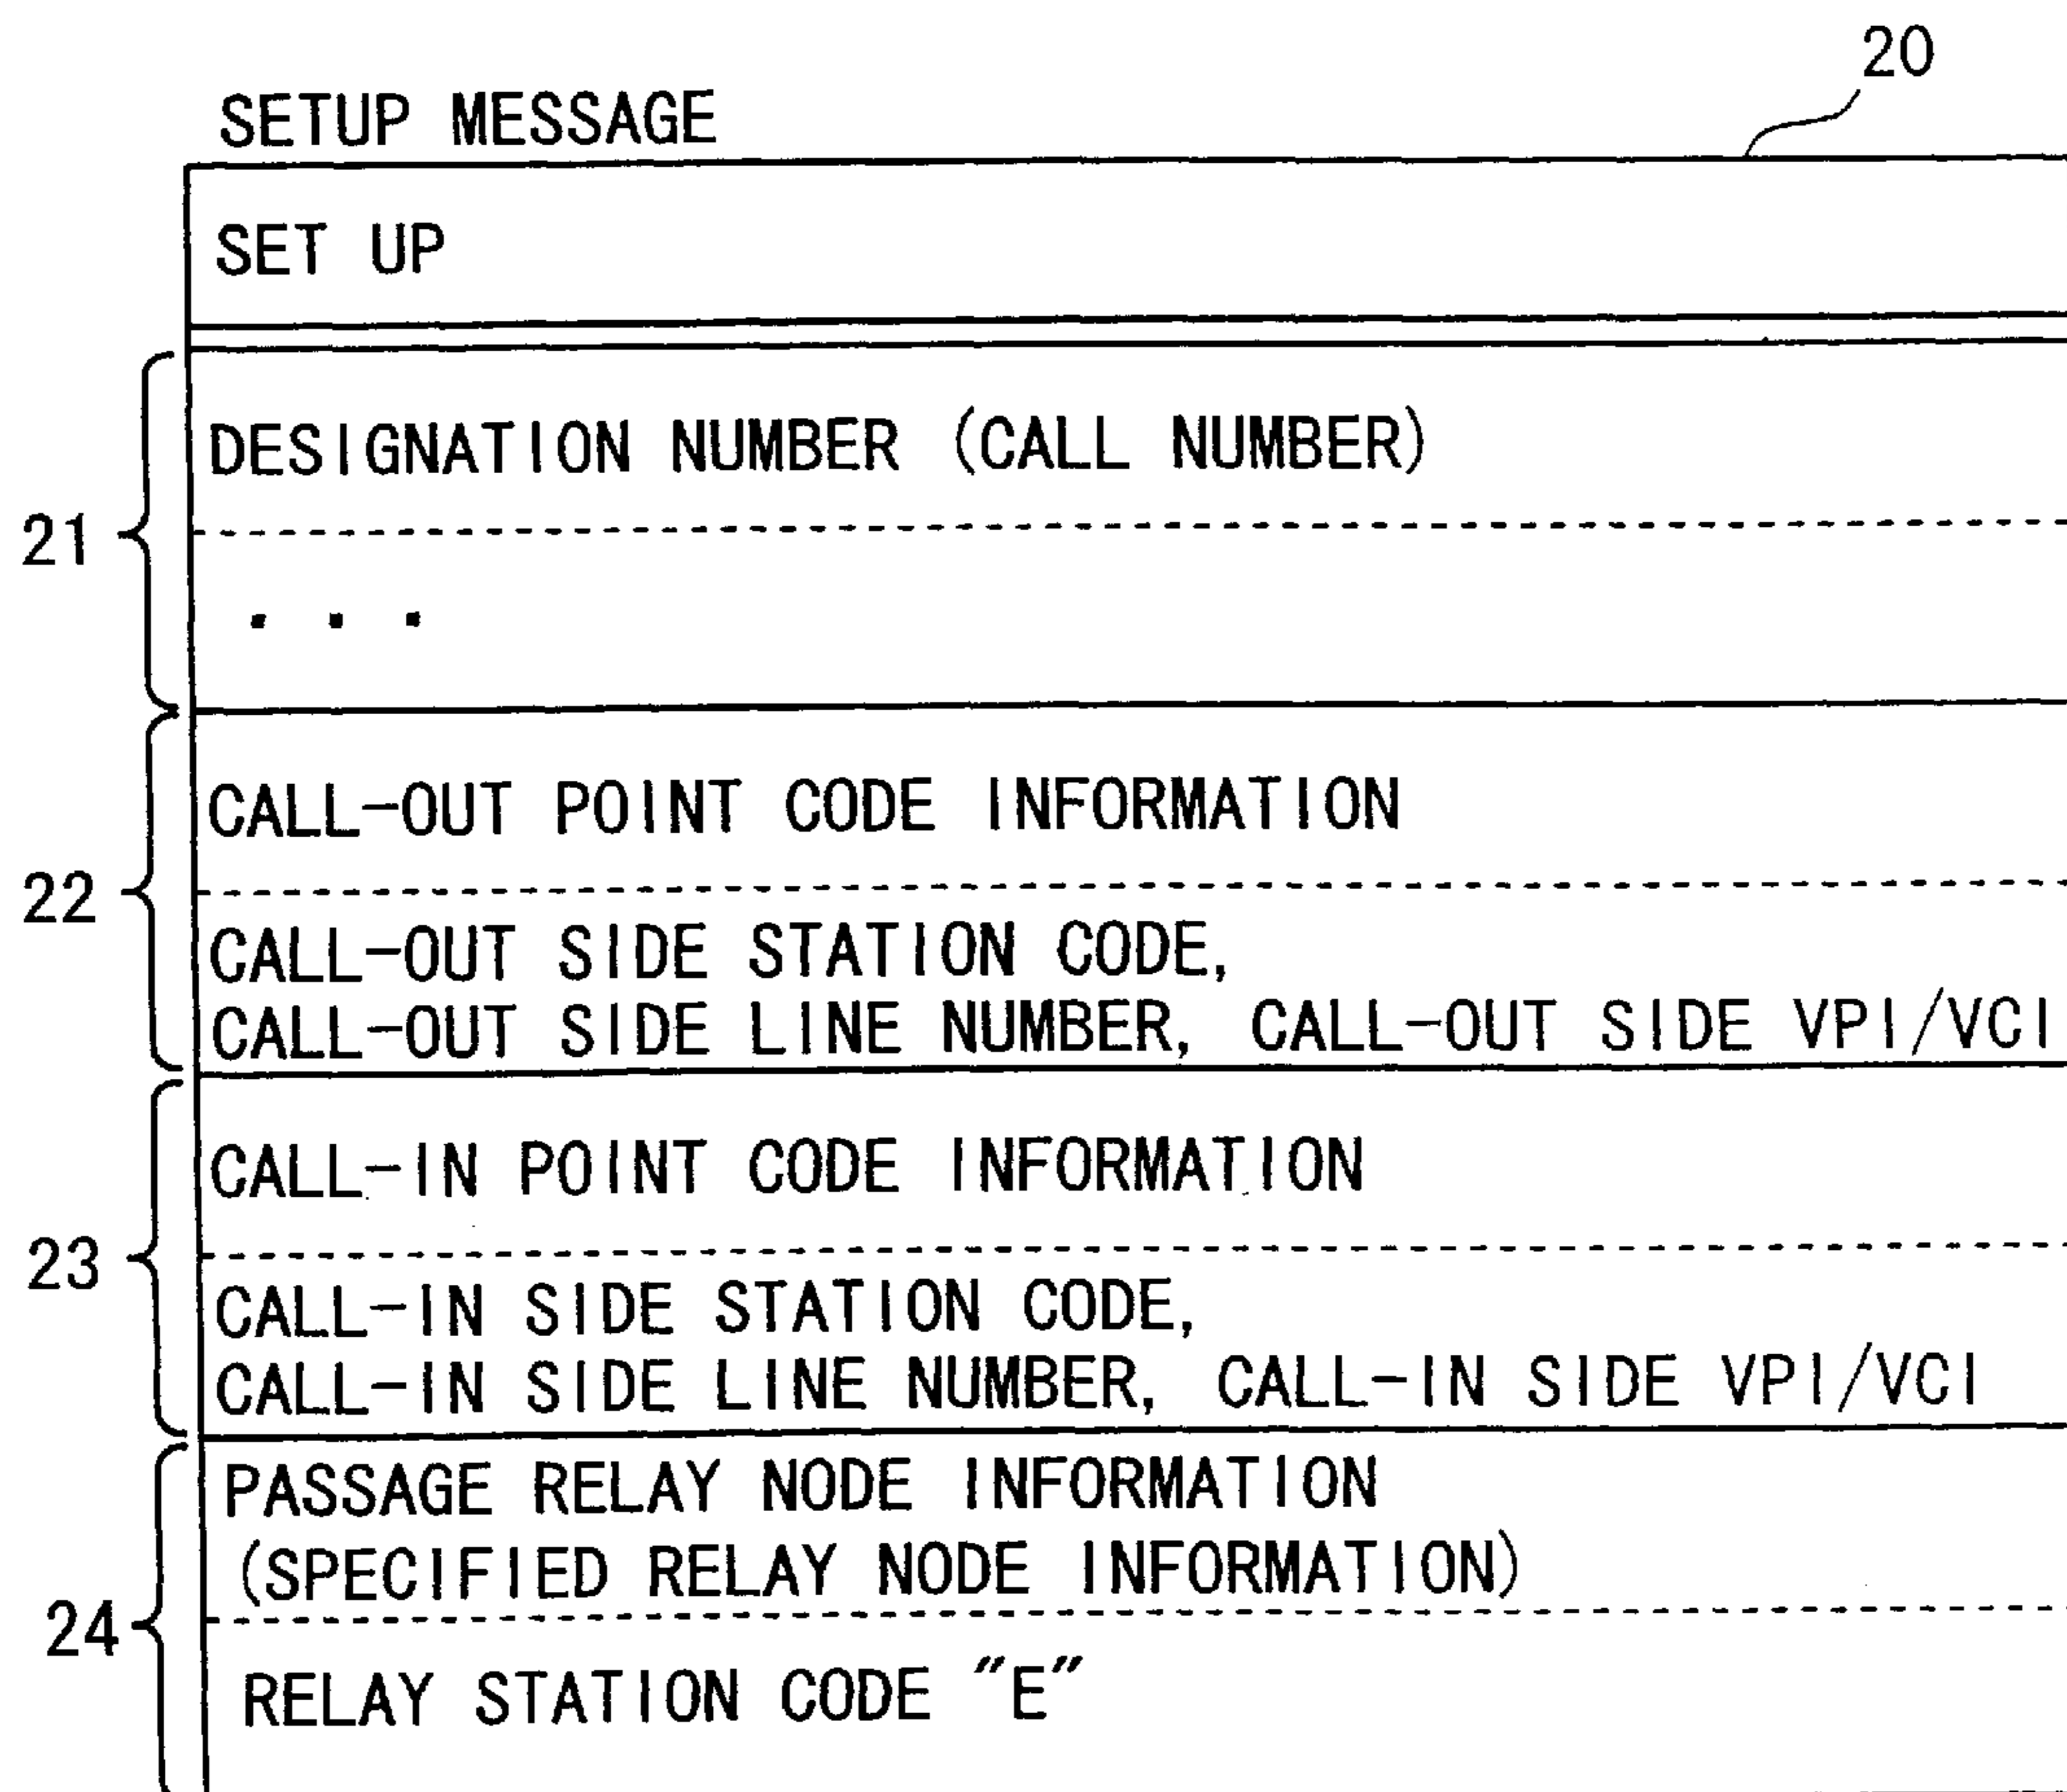 20
SETUP MESSAGE
SET UP
21
DESIGNATION NUMBER (CALL NUMBER)
. . .
22
CALL-OUT POINT CODE INFORMATION
CALL-OUT SIDE STATION CODE,
CALL-OUT SIDE LINE NUMBER, CALL-OUT SIDE VPI/VCI
23
CALL-IN POINT CODE INFORMATION
CALL-IN SIDE STATION CODE,
CALL-IN SIDE LINE NUMBER, CALL-IN SIDE VPI/VCI
24
PASSAGE RELAY NODE INFORMATION
(SPECIFIED RELAY NODE INFORMATION)
RELAY STATION CODE "E"